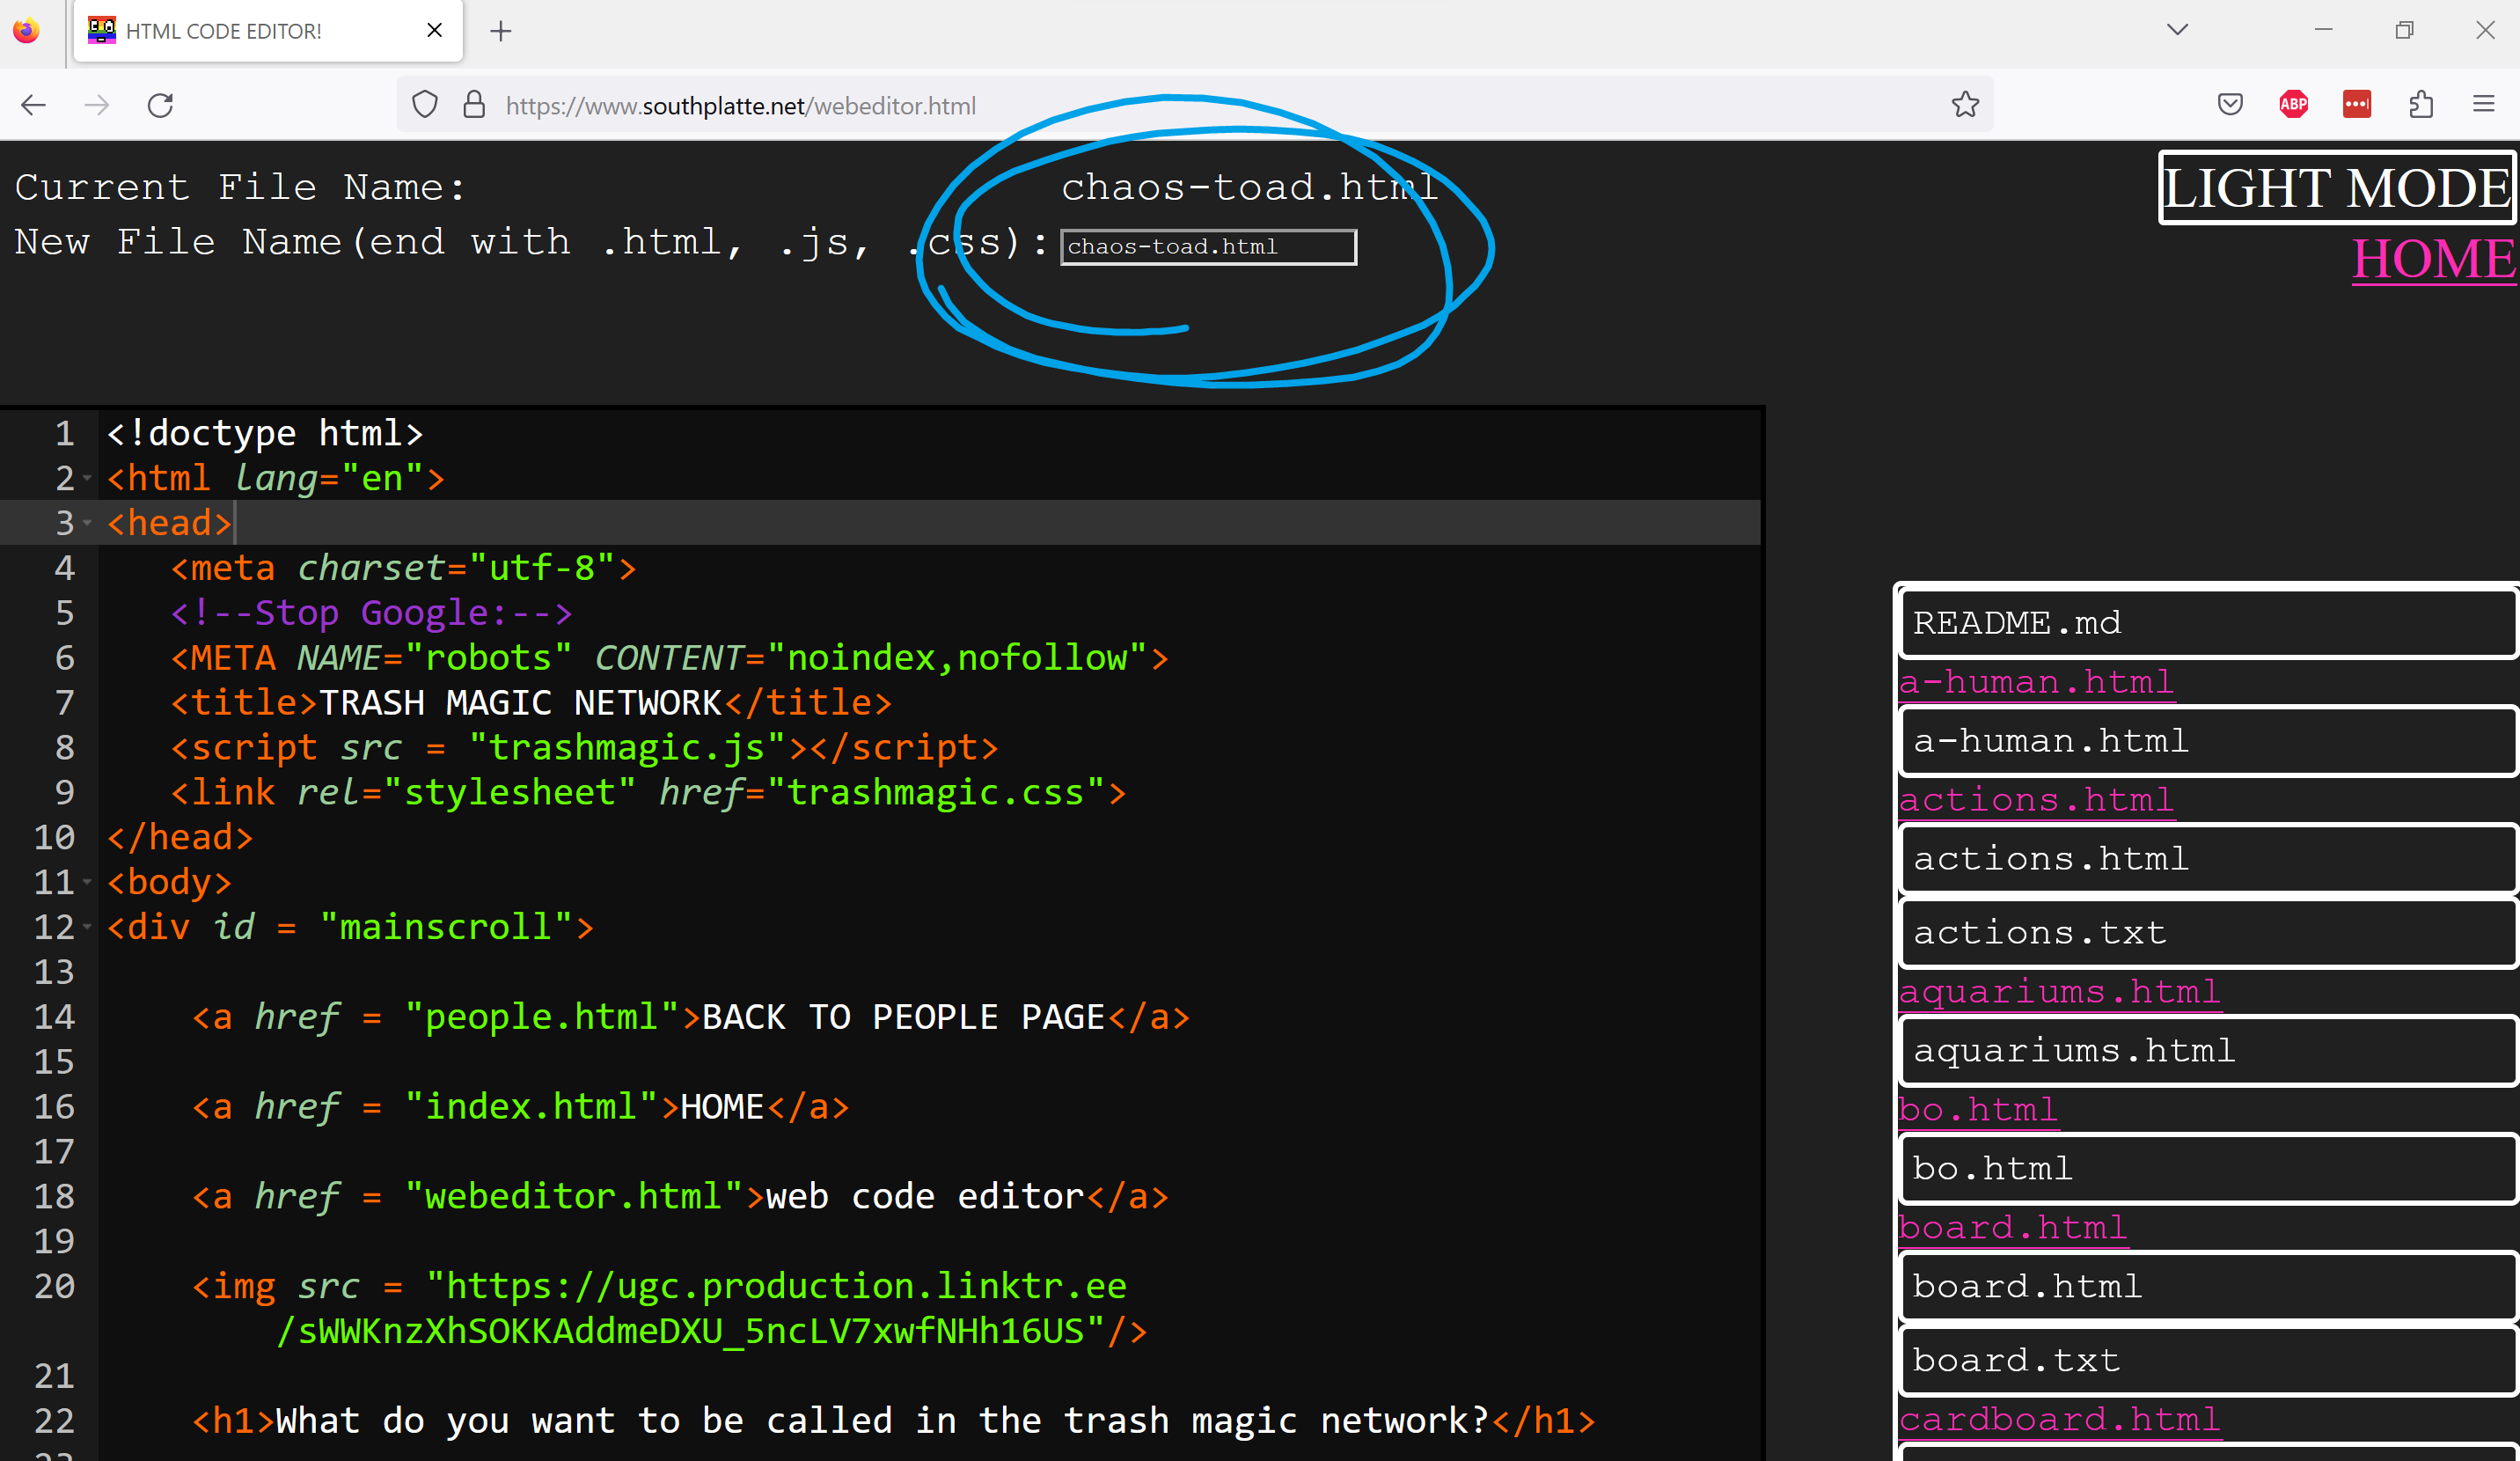 HTML CODE EDITOR!
https://www.southplatte.net/webeditor.html
ABP
Current File Name: chaos-toad.html
New File Name(end with .html, .js, .css): chaos-toad.html
LIGHT MODE
HOME
1 <!doctype html>
2 <html lang="en">
3 <head>
4 <meta charset="utf-8">
5 <!--Stop Google:-->
6 <META NAME="robots" CONTENT="noindex,nofollow">
7 <title>TRASH MAGIC NETWORK</title>
8 <script src = "trashmagic.js"></script>
9 <link rel="stylesheet" href="trashmagic.css">
10 </head>
11 <body>
12 <div id = "mainscroll">
13
14 <a href = "people.html">BACK TO PEOPLE PAGE</a>
15
16 <a href = "index.html">HOME</a>
17
18 <a href = "webeditor.html">web code editor</a>
19
20 <img src = "https://ugc.production.linktr.ee
/sWWKnzXhSOKKAddmeDXU_5ncLV7xwfNHh16US"/>
21
22 <h1>What do you want to be called in the trash magic network?</h1>
23
README.md
a-human.html
a-human.html
actions.html
actions.html
actions.txt
aquariums.html
aquariums.html
bo.html
bo.html
board.html
board.html
board.txt
cardboard.html